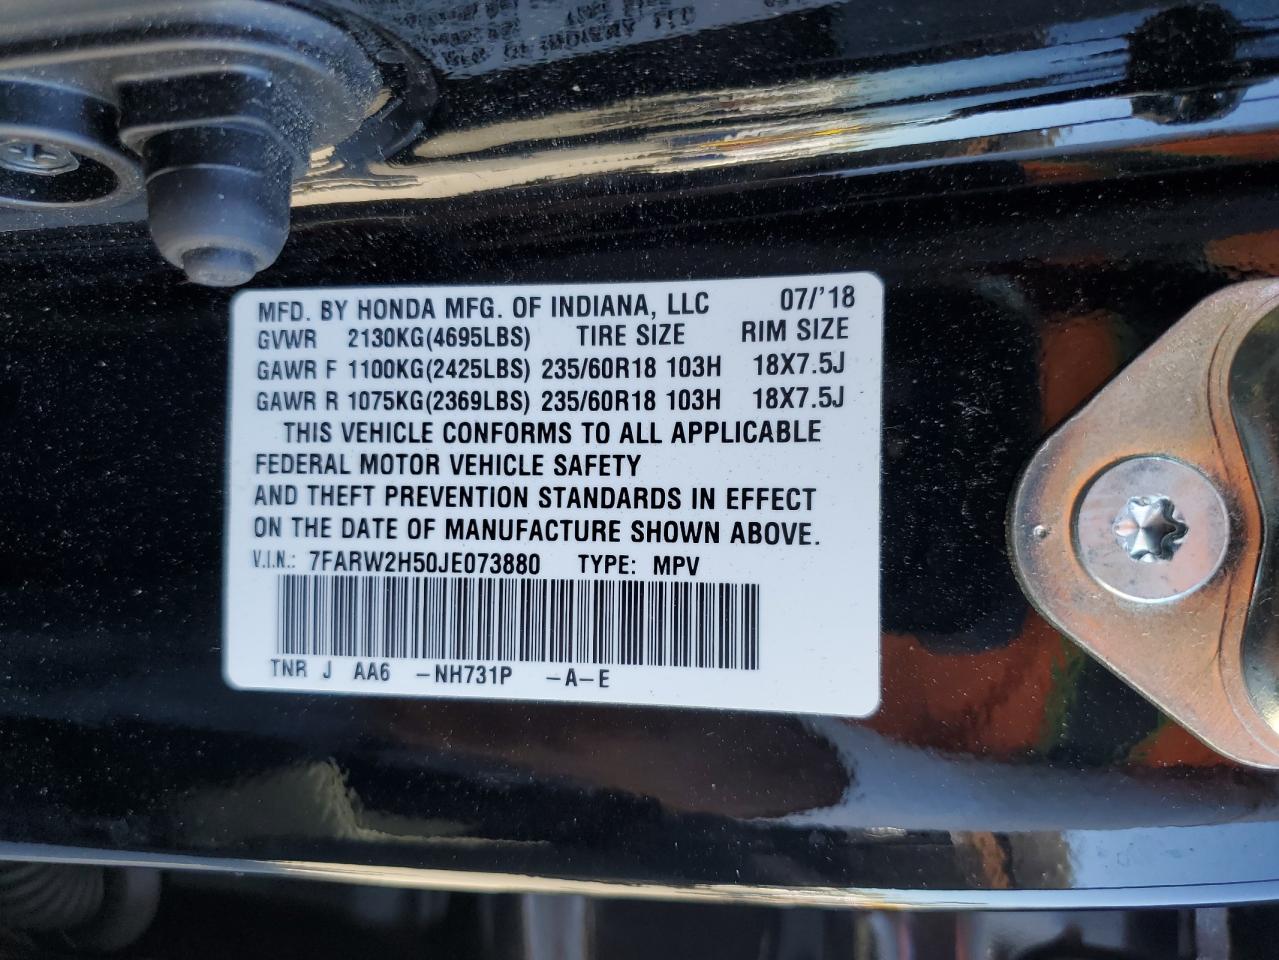 MFD. BY HONDA MFG. OF INDIANA, LLC 07/'18
GVWR 2130KG(4695LBS) TIRE SIZE RIM SIZE
GAWR F 1100KG(2425LBS) 235/60R18 103H 18X7.5J
GAWR R 1075KG(2369LBS) 235/60R18 103H 18X7.5J
THIS VEHICLE CONFORMS TO ALL APPLICABLE
FEDERAL MOTOR VEHICLE SAFETY
AND THEFT PREVENTION STANDARDS IN EFFECT
ON THE DATE OF MANUFACTURE SHOWN ABOVE.
V.I.N.: 7FARW2H50JE073880 TYPE: MPV
TNR J AA6 -NH731P -A-E